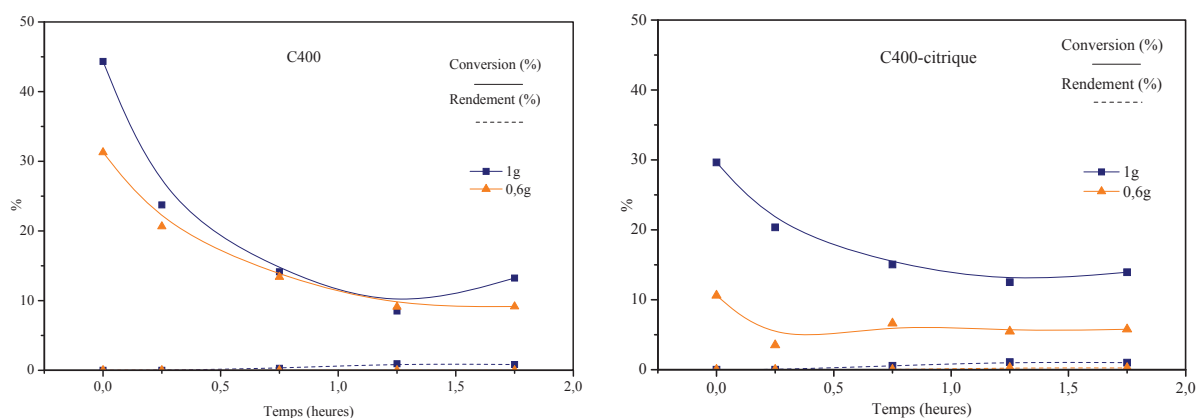 C400
Conversion (%)
Rendement (%)
1g
0,6g
%
50
40
30
20
10
0
0,0
0,5
1,0
1,5
2,0
Temps (heures)
C400-citrique
Conversion (%)
Rendement (%)
1g
0,6g
%
50
40
30
20
10
0
0,0
0,5
1,0
1,5
2,0
Temps (heures)